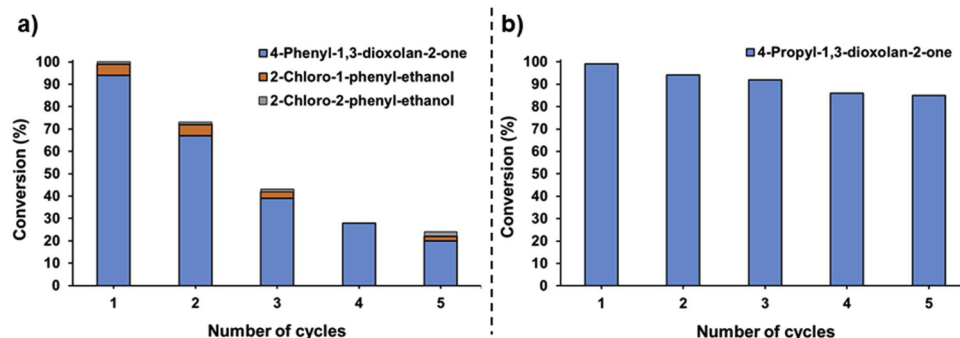 a)
Conversion (%)
100
90
80
70
60
50
40
30
20
10
0
4-Phenyl-1,3-dioxolan-2-one
2-Chloro-1-phenyl-ethanol
2-Chloro-2-phenyl-ethanol
1 2 3 4 5
Number of cycles
b)
Conversion (%)
100
90
80
70
60
50
40
30
20
10
0
4-Propyl-1,3-dioxolan-2-one
1 2 3 4 5
Number of cycles